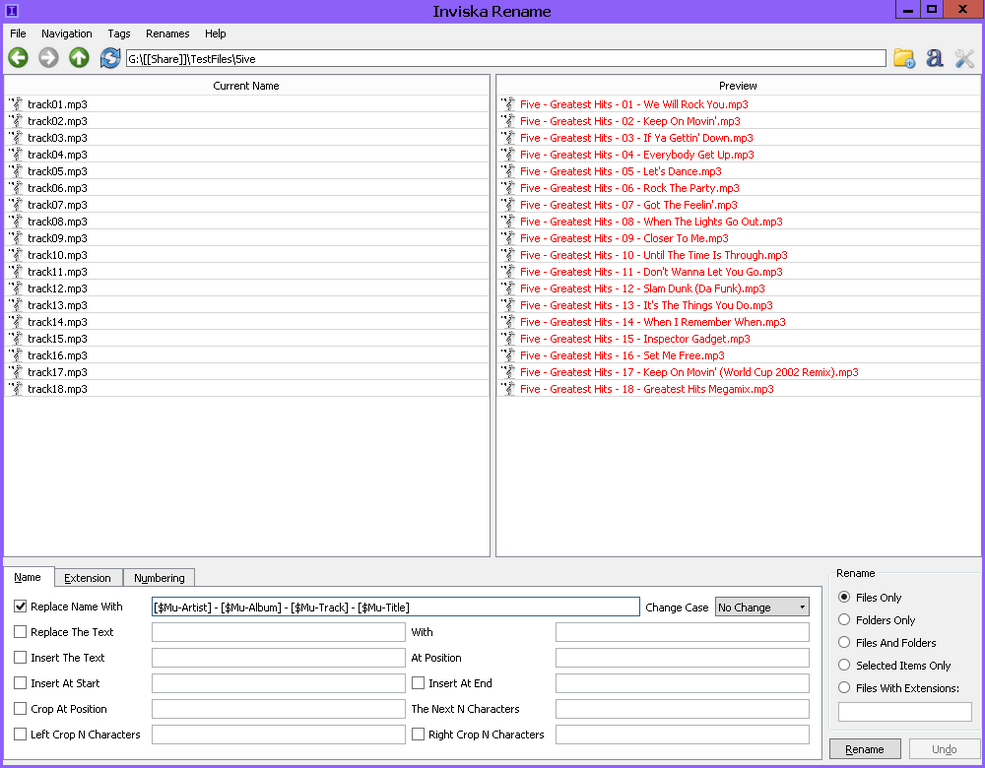 Inviska Rename
File Navigation Tags Renames Help
G:\[[Share]]\TestFiles\5ive a
Current Name Preview
track01.mp3 Five - Greatest Hits - 01 - We Will Rock You.mp3
track02.mp3 Five - Greatest Hits - 02 - Keep On Movin'.mp3
track03.mp3 Five - Greatest Hits - 03 - If Ya Gettin' Down.mp3
track04.mp3 Five - Greatest Hits - 04 - Everybody Get Up.mp3
track05.mp3 Five - Greatest Hits - 05 - Let's Dance.mp3
track06.mp3 Five - Greatest Hits - 06 - Rock The Party.mp3
track07.mp3 Five - Greatest Hits - 07 - Got The Feelin'.mp3
track08.mp3 Five - Greatest Hits - 08 - When The Lights Go Out.mp3
track09.mp3 Five - Greatest Hits - 09 - Closer To Me.mp3
track10.mp3 Five - Greatest Hits - 10 - Until The Time Is Through.mp3
track11.mp3 Five - Greatest Hits - 11 - Don't Wanna Let You Go.mp3
track12.mp3 Five - Greatest Hits - 12 - Slam Dunk (Da Funk).mp3
track13.mp3 Five - Greatest Hits - 13 - It's The Things You Do.mp3
track14.mp3 Five - Greatest Hits - 14 - When I Remember When.mp3
track15.mp3 Five - Greatest Hits - 15 - Inspector Gadget.mp3
track16.mp3 Five - Greatest Hits - 16 - Set Me Free.mp3
track17.mp3 Five - Greatest Hits - 17 - Keep On Movin' (World Cup 2002 Remix).mp3
track18.mp3 Five - Greatest Hits - 18 - Greatest Hits Megamix.mp3
Name Extension Numbering
Replace Name With [$Mu-Artist] - [$Mu-Album] - [$Mu-Track] - [$Mu-Title] Change Case No Change
Replace The Text With
Insert The Text At Position
Insert At Start Insert At End
Crop At Position The Next N Characters
Left Crop N Characters Right Crop N Characters
Rename
Files Only
Folders Only
Files And Folders
Selected Items Only
Files With Extensions:
Rename Undo